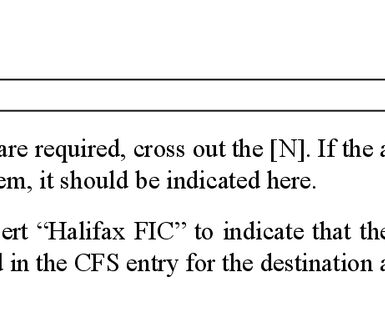 are required, cross out the [N]. If the a
em, it should be indicated here.
ert “Halifax FIC” to indicate that the
in the CFS entry for the destination a